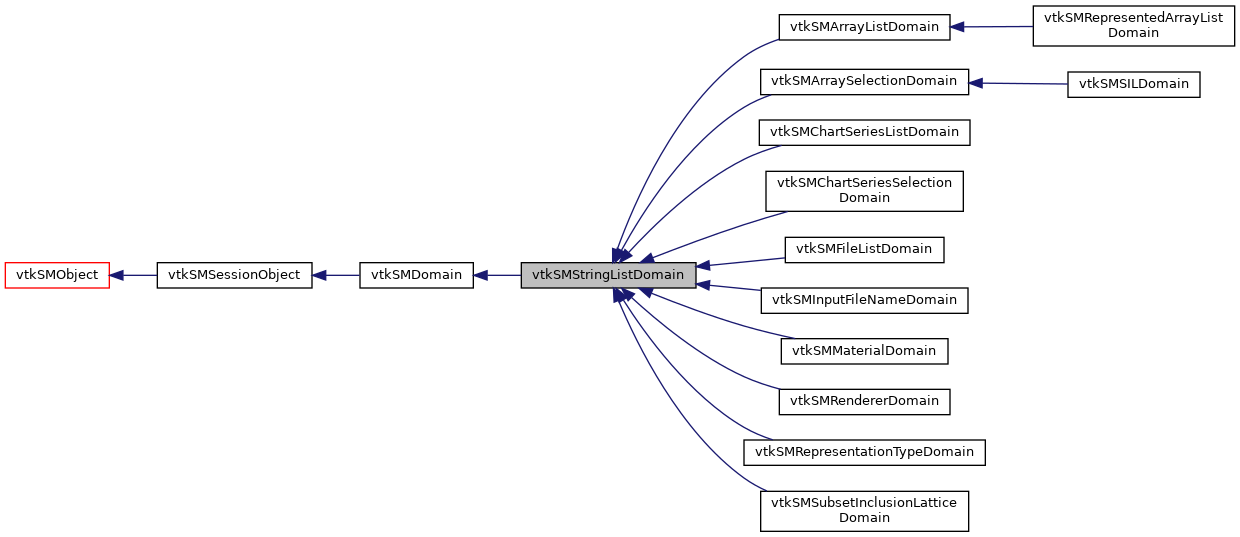 vtkSMArrayListDomain
vtkSMRepresentedArrayList
Domain
vtkSMArraySelectionDomain
vtkSMSILDomain
vtkSMChartSeriesListDomain
vtkSMChartSeriesSelection
Domain
vtkSMFileListDomain
vtkSMObject
vtkSMSessionObject
vtkSMDomain
vtkSMStringListDomain
vtkSMInputFileNameDomain
vtkSMMaterialDomain
vtkSMRendererDomain
vtkSMRepresentationTypeDomain
vtkSMSubsetInclusionLattice
Domain